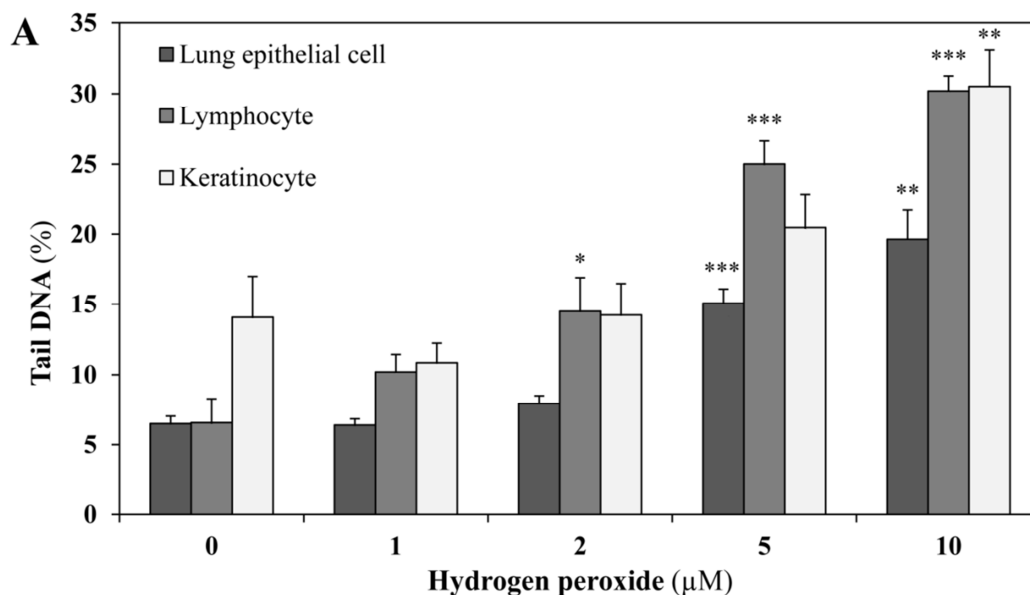 A
35
30
25
20
15
10
5
0
Tail DNA (%)
Lung epithelial cell
Lymphocyte
Keratinocyte
*
***
***
**
***
**
0 1 2 5 10
Hydrogen peroxide (μM)